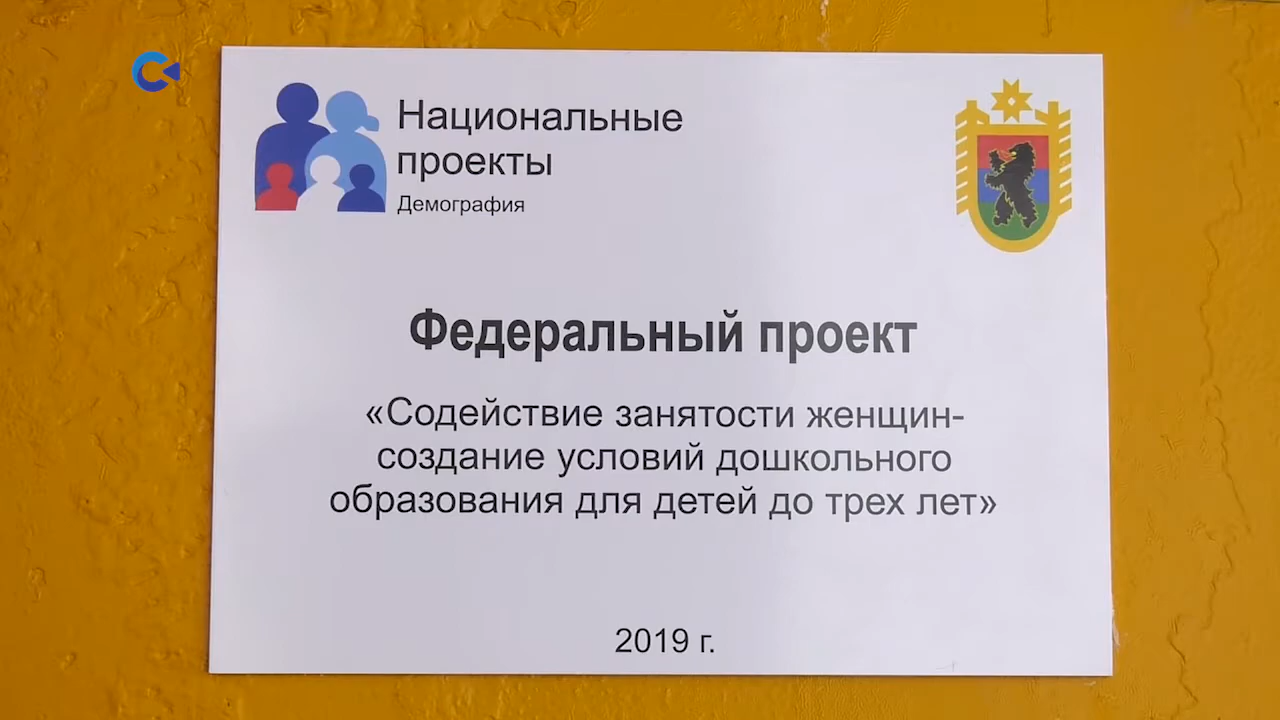 Национальные
проекты
Демография
Федеральный проект
«Содействие занятости женщин-
создание условий дошкольного
образования для детей до трех лет»
2019 г.